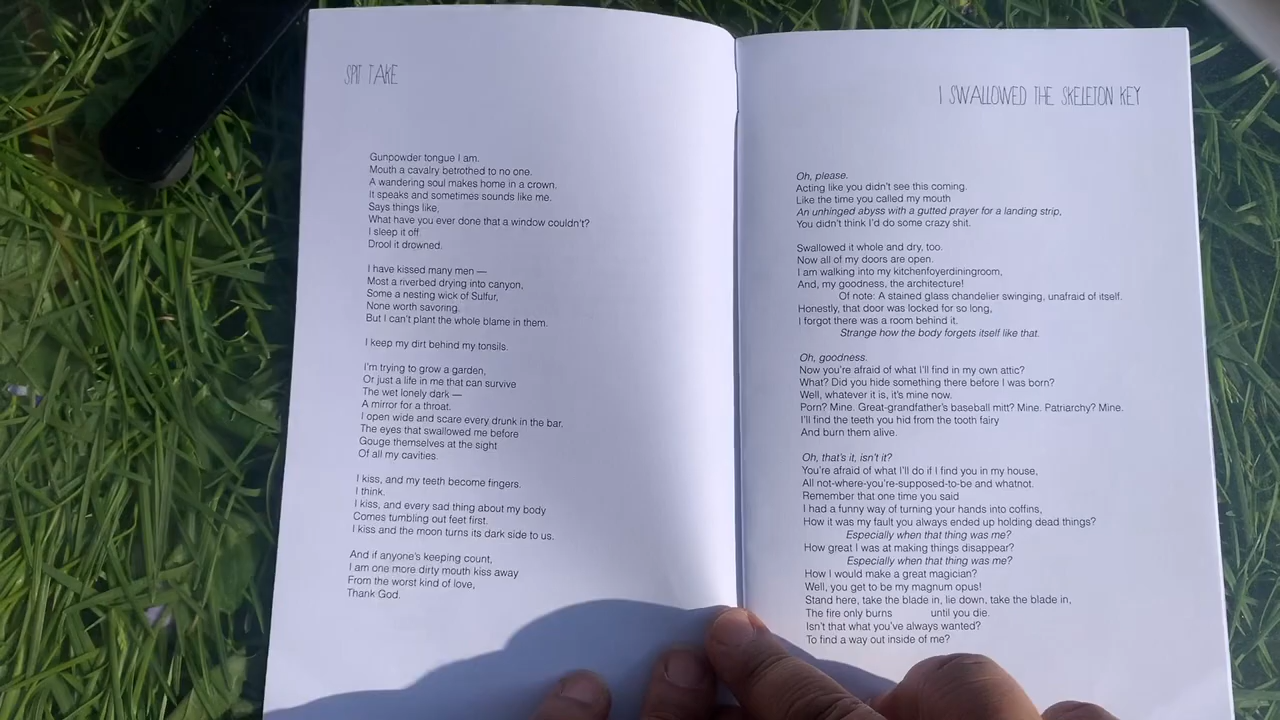 SPIT TAKE
Gunpowder tongue I am.
Mouth a cavalry betrothed to no one.
A wandering soul makes home in a crown.
It speaks and sometimes sounds like me.
Says things like,
What have you ever done that a window couldn't?
I sleep it off.
Drool it drowned.
I have kissed many men —
Most a riverbed drying into canyon,
Some a nesting wick of Sulfur,
None worth savoring.
But I can't plant the whole blame in them.
I keep my dirt behind my tonsils.
I'm trying to grow a garden,
Or just a life in me that can survive
The wet lonely dark —
A mirror for a throat.
I open wide and scare every drunk in the bar.
The eyes that swallowed me before
Gouge themselves at the sight
Of all my cavities.
I kiss, and my teeth become fingers.
I think.
I kiss, and every sad thing about my body
Comes tumbling out feet first.
I kiss and the moon turns its dark side to us.
And if anyone's keeping count,
I am one more dirty mouth kiss away
From the worst kind of love,
Thank God.
I SWALLOWED THE SKELETON KEY
Oh, please.
Acting like you didn't see this coming.
Like the time you called my mouth
An unhinged abyss with a gutted prayer for a landing strip,
You didn't think I'd do some crazy shit.
Swallowed it whole and dry, too.
Now all of my doors are open.
I am walking into my kitchenfoyerdiningroom,
And, my goodness, the architecture!
Of note: A stained glass chandelier swinging, unafraid of itself.
Honestly, that door was locked for so long,
I forgot there was a room behind it.
Strange how the body forgets itself like that.
Oh, goodness.
Now you're afraid of what I'll find in my own attic?
What? Did you hide something there before I was born?
Well, whatever it is, it's mine now.
Porn? Mine. Great-grandfather's baseball mitt? Mine. Patriarchy? Mine.
I'll find the teeth you hid from the tooth fairy
And burn them alive.
Oh, that's it, isn't it?
You're afraid of what I'll do if I find you in my house,
All not-where-you're-supposed-to-be and whatnot.
Remember that one time you said
I had a funny way of turning your hands into coffins,
How it was my fault you always ended up holding dead things?
Especially when that thing was me?
How great I was at making things disappear?
Especially when that thing was me?
How I would make a great magician?
Well, you get to be my magnum opus!
Stand here, take the blade in, lie down, take the blade in,
The fire only burns until you die.
Isn't that what you've always wanted?
To find a way out inside of me?